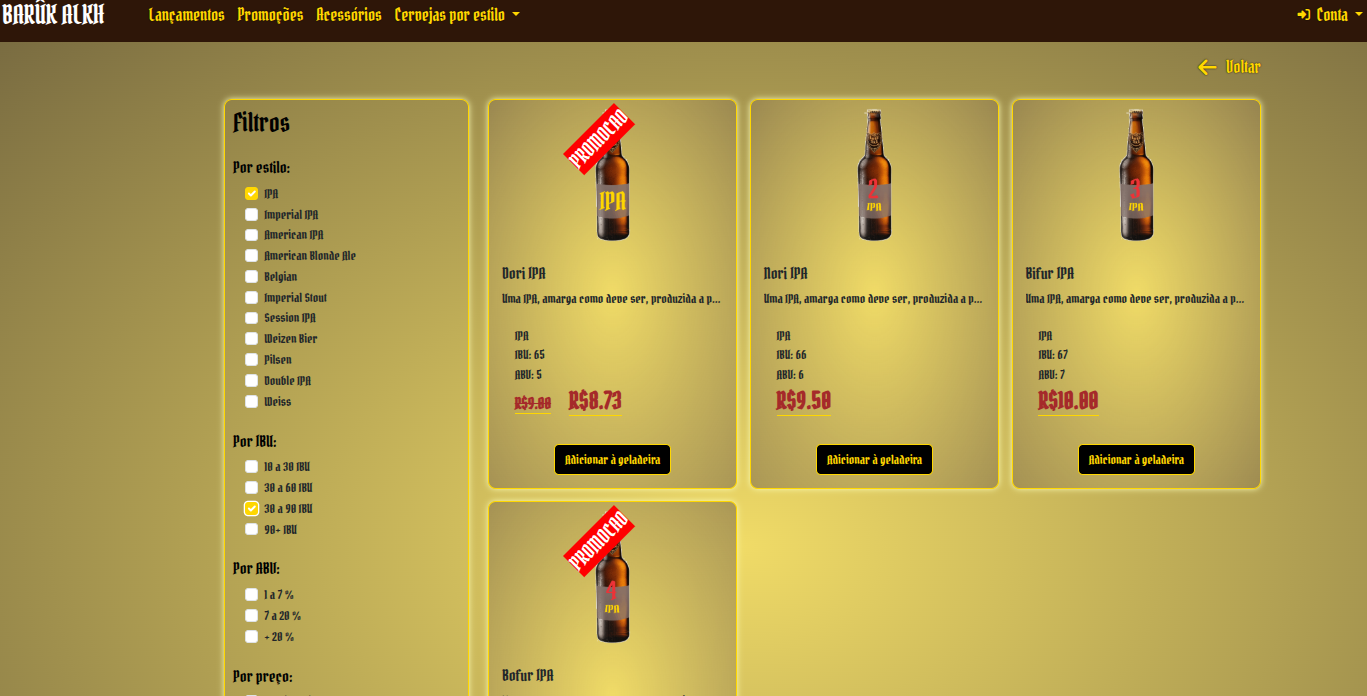 BARÛK ALKH
Lançamentos Promoções Acessórios Cervejas por estilo
Conta
Voltar
Filtros
Por estilo:
IPA
Imperial IPA
American IPA
American Blonde Ale
Belgian
Imperial Stout
Session IPA
Weizen Bier
Pilsen
Double IPA
Weiss
Por IBU:
10 a 30 IBU
30 a 60 IBU
30 a 90 IBU
90+ IBU
Por ABV:
1 a 7 %
7 a 20 %
+ 20 %
Por preço:
PROMOCAO
IPA
Dori IPA
Uma IPA, amarga como deve ser, produzida a p...
IPA
IBU: 65
ABV: 5
R$9.00 R$8.73
Adicionar à geladeira
2
IPA
Nori IPA
Uma IPA, amarga como deve ser, produzida a p...
IPA
IBU: 66
ABV: 6
R$9.50
Adicionar à geladeira
3
IPA
Bifur IPA
Uma IPA, amarga como deve ser, produzida a p...
IPA
IBU: 67
ABV: 7
R$10.00
Adicionar à geladeira
PROMOCAO
4
IPA
Bofur IPA